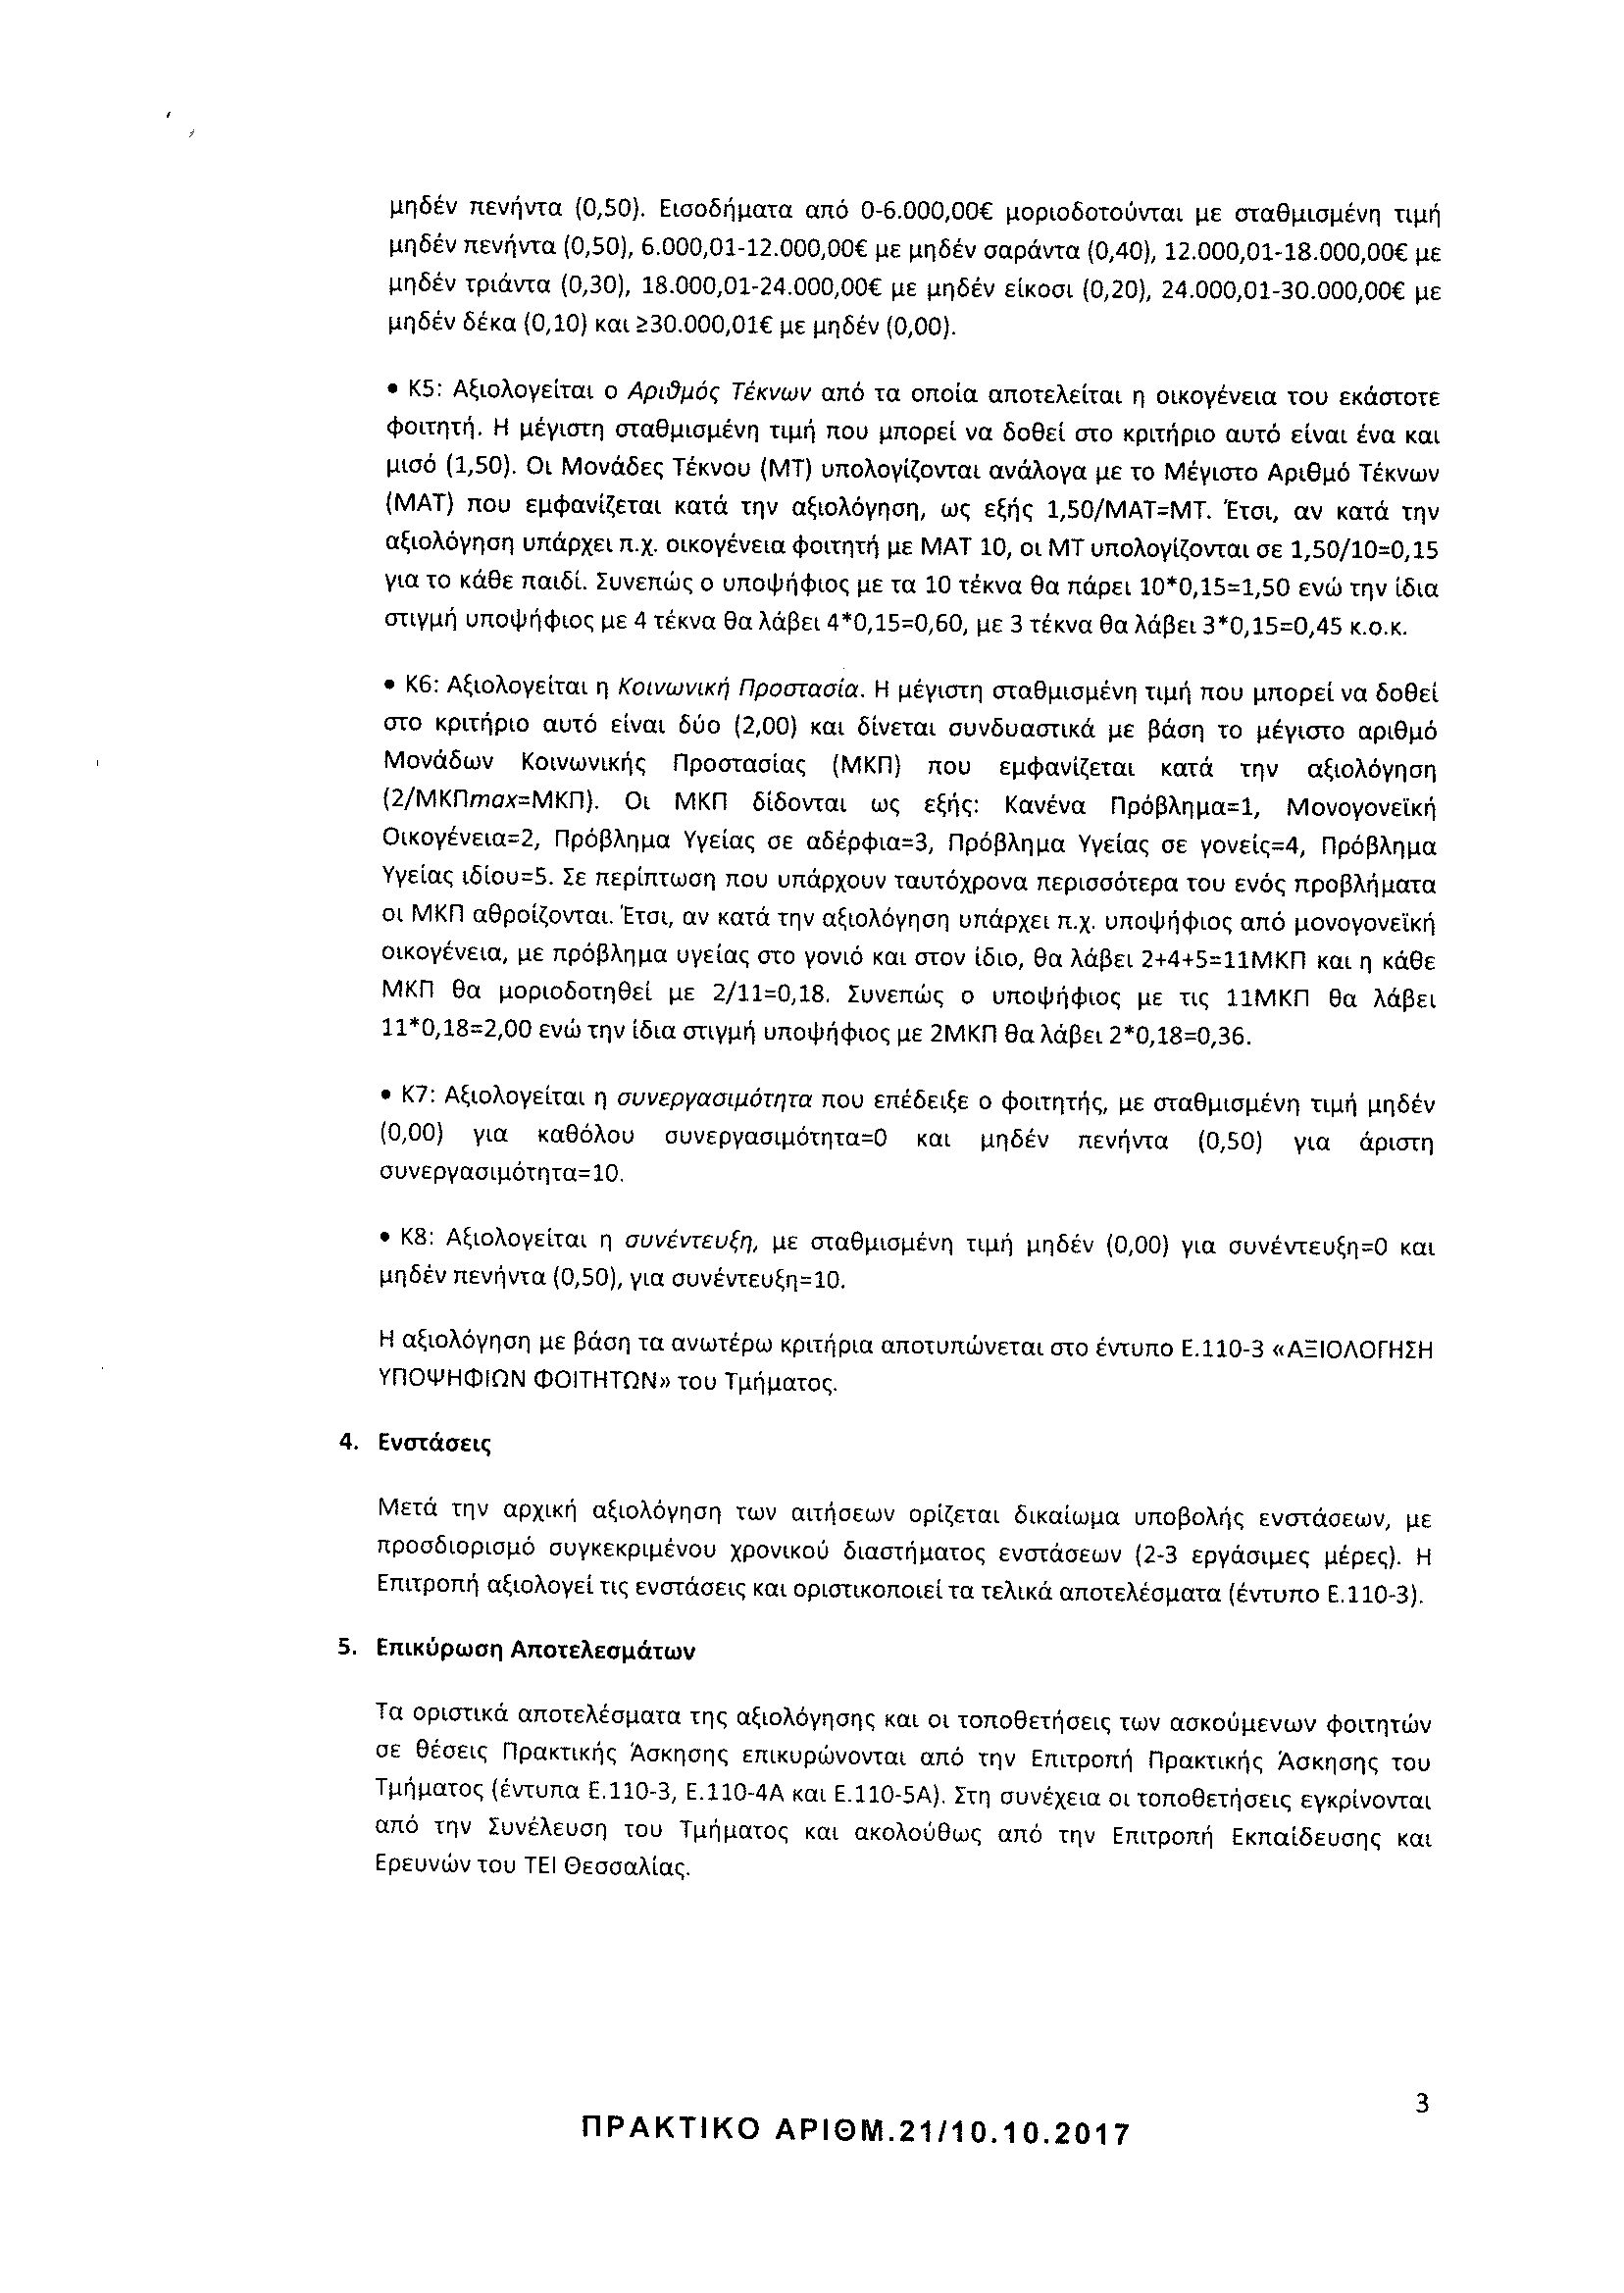 μηδέν πενήντα (0,50). Εισοδήματα από 0-6.000,00€ μοριοδοτούνται με σταθμισμένη τιμή
μηδέν πενήντα (0,50), 6.000,01-12.000,00€ με μηδέν σαράντα (0,40), 12.000,01-18.000,00€ με
μηδέν τριάντα (0,30), 18.000,01-24.000,00€ με μηδέν είκοσι (0,20), 24.000,01-30.000,00€ με
μηδέν δέκα (0,10) και ≥30.000,01€ με μηδέν (0,00).
• Κ5: Αξιολογείται ο Αριθμός Τέκνων από τα οποία αποτελείται η οικογένεια του εκάστοτε
φοιτητή. Η μέγιστη σταθμισμένη τιμή που μπορεί να δοθεί στο κριτήριο αυτό είναι ένα και
μισό (1,50). Οι Μονάδες Τέκνου (ΜΤ) υπολογίζονται ανάλογα με το Μέγιστο Αριθμό Τέκνων
(ΜΑΤ) που εμφανίζεται κατά την αξιολόγηση, ως εξής 1,50/ΜΑΤ=ΜΤ. Έτσι, αν κατά την
αξιολόγηση υπάρχει π.χ. οικογένεια φοιτητή με ΜΑΤ 10, οι ΜΤ υπολογίζονται σε 1,50/10=0,15
για το κάθε παιδί. Συνεπώς ο υποψήφιος με τα 10 τέκνα θα πάρει 10*0,15=1,50 ενώ την ίδια
στιγμή υποψήφιος με 4 τέκνα θα λάβει 4*0,15=0,60, με 3 τέκνα θα λάβει 3*0,15=0,45 κ.ο.κ.
• Κ6: Αξιολογείται η Κοινωνική Προστασία. Η μέγιστη σταθμισμένη τιμή που μπορεί να δοθεί
στο κριτήριο αυτό είναι δύο (2,00) και δίνεται συνδυαστικά με βάση το μέγιστο αριθμό
Μονάδων Κοινωνικής Προστασίας (ΜΚΠ) που εμφανίζεται κατά την αξιολόγηση
(2/ΜΚΠmax=ΜΚΠ). Οι ΜΚΠ δίδονται ως εξής: Κανένα Πρόβλημα=1, Μονογονεϊκή
Οικογένεια=2, Πρόβλημα Υγείας σε αδέρφια=3, Πρόβλημα Υγείας σε γονείς=4, Πρόβλημα
Υγείας ιδίου=5. Σε περίπτωση που υπάρχουν ταυτόχρονα περισσότερα του ενός προβλήματα
οι ΜΚΠ αθροίζονται. Έτσι, αν κατά την αξιολόγηση υπάρχει π.χ. υποψήφιος από μονογονεϊκή
οικογένεια, με πρόβλημα υγείας στο γονιό και στον ίδιο, θα λάβει 2+4+5=11ΜΚΠ και η κάθε
ΜΚΠ θα μοριοδοτηθεί με 2/11=0,18. Συνεπώς ο υποψήφιος με τις 11ΜΚΠ θα λάβει
11*0,18=2,00 ενώ την ίδια στιγμή υποψήφιος με 2ΜΚΠ θα λάβει 2*0,18=0,36.
• Κ7: Αξιολογείται η συνεργασιμότητα που επέδειξε ο φοιτητής, με σταθμισμένη τιμή μηδέν
(0,00) για καθόλου συνεργασιμότητα=0 και μηδέν πενήντα (0,50) για άριστη
συνεργασιμότητα=10.
• Κ8: Αξιολογείται η συνέντευξη, με σταθμισμένη τιμή μηδέν (0,00) για συνέντευξη=0 και
μηδέν πενήντα (0,50), για συνέντευξη=10.
Η αξιολόγηση με βάση τα ανωτέρω κριτήρια αποτυπώνεται στο έντυπο Ε.110-3 «ΑΞΙΟΛΟΓΗΣΗ
ΥΠΟΨΗΦΙΩΝ ΦΟΙΤΗΤΩΝ» του Τμήματος.
4. Ενστάσεις
Μετά την αρχική αξιολόγηση των αιτήσεων ορίζεται δικαίωμα υποβολής ενστάσεων, με
προσδιορισμό συγκεκριμένου χρονικού διαστήματος ενστάσεων (2-3 εργάσιμες μέρες). Η
Επιτροπή αξιολογεί τις ενστάσεις και οριστικοποιεί τα τελικά αποτελέσματα (έντυπο Ε.110-3).
5. Επικύρωση Αποτελεσμάτων
Τα οριστικά αποτελέσματα της αξιολόγησης και οι τοποθετήσεις των ασκούμενων φοιτητών
σε θέσεις Πρακτικής Άσκησης επικυρώνονται από την Επιτροπή Πρακτικής Άσκησης του
Τμήματος (έντυπα Ε.110-3, Ε.110-4Α και Ε.110-5Α). Στη συνέχεια οι τοποθετήσεις εγκρίνονται
από την Συνέλευση του Τμήματος και ακολούθως από την Επιτροπή Εκπαίδευσης και
Ερευνών του ΤΕΙ Θεσσαλίας.
3
ΠΡΑΚΤΙΚΟ ΑΡΙΘΜ.21/10.10.2017